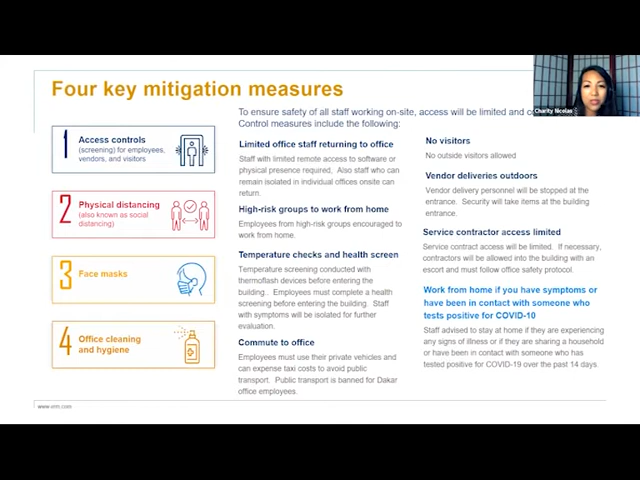 Four key mitigation measures
Charity Nicolas
To ensure safety of all staff working on-site, access will be limited and
Control measures include the following:
1
Access controls
(screening) for employees,
vendors, and visitors
2
Physical distancing
(also known as social
distancing)
3
Face masks
4
Office cleaning
and hygiene
Limited office staff returning to office
Staff with limited remote access to software or
physical presence required, Also staff who can
remain isolated in individual offices onsite can
return.
High-risk groups to work from home
Employees from high-risk groups encouraged to
work from home.
Temperature checks and health screen
Temperature screening conducted with
thermoflash devices before entering the
building. Employees must complete a health
screening before entering the building. Staff
with symptoms will be isolated for further
evaluation.
Commute to office
Employees must use their private vehicles and
can expense taxi costs to avoid public
transport. Public transport is banned for Dakar
office employees.
No visitors
No outside visitors allowed
Vendor deliveries outdoors
Vendor delivery personnel will be stopped at the
entrance. Security will take items at the building
entrance.
Service contractor access limited
Service contract access will be limited. If necessary,
contractors will be allowed into the building with an
escort and must follow office safety protocol.
Work from home if you have symptoms or
have been in contact with someone who
tests positive for COVID-10
Staff advised to stay at home if they are experiencing
any signs of illness or if they are sharing a household
or have been in contact with someone who has
tested positive for COVID-19 over the past 14 days.
www.erm.com